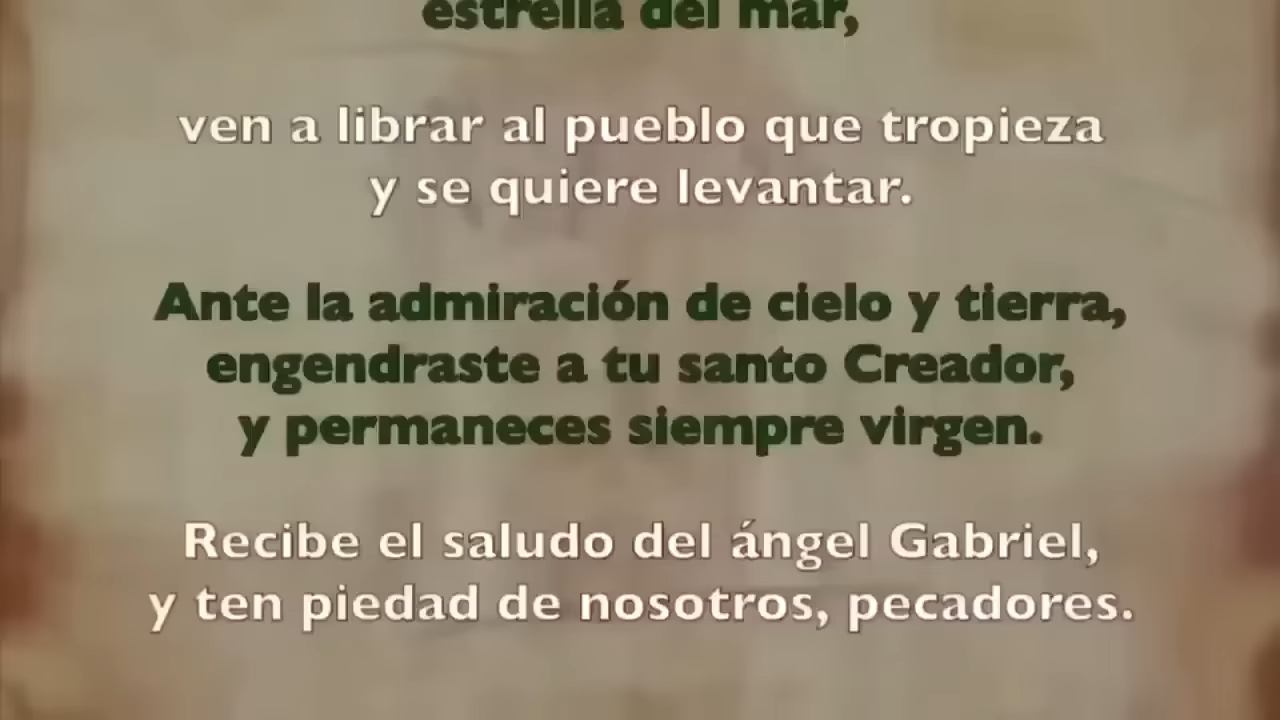 estrella del mar,
ven a librar al pueblo que tropieza
y se quiere levantar.
Ante la admiración de cielo y tierra,
engendraste a tu santo Creador,
y permaneces siempre virgen.
Recibe el saludo del ángel Gabriel,
y ten piedad de nosotros, pecadores.